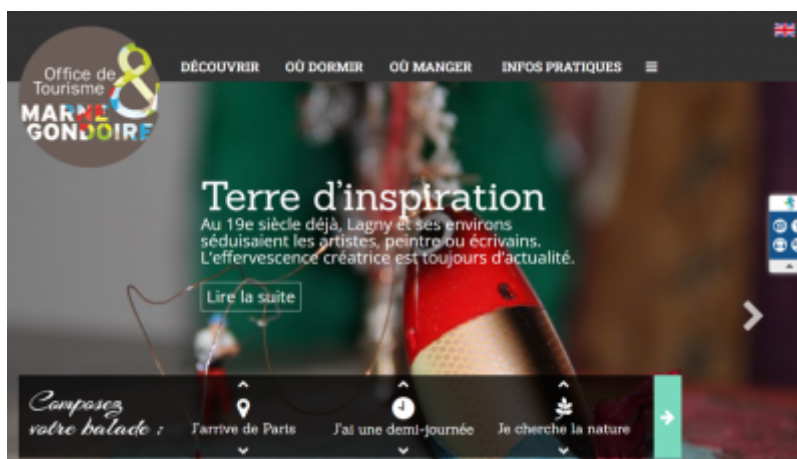 Office de
Tourisme
&
MARNE
GONDOIRE
DÉCOUVRIR OÙ DORMIR OÙ MANGER INFOS PRATIQUES
Terre d'inspiration
Au 19e siècle déjà, Lagny et ses environs
séduisaient les artistes, peintre ou écrivains.
L'effervescence créatrice est toujours d'actualité.
Lire la suite
Composez
votre balade :
J'arrive de Paris J'ai une demi-journée Je cherche la nature